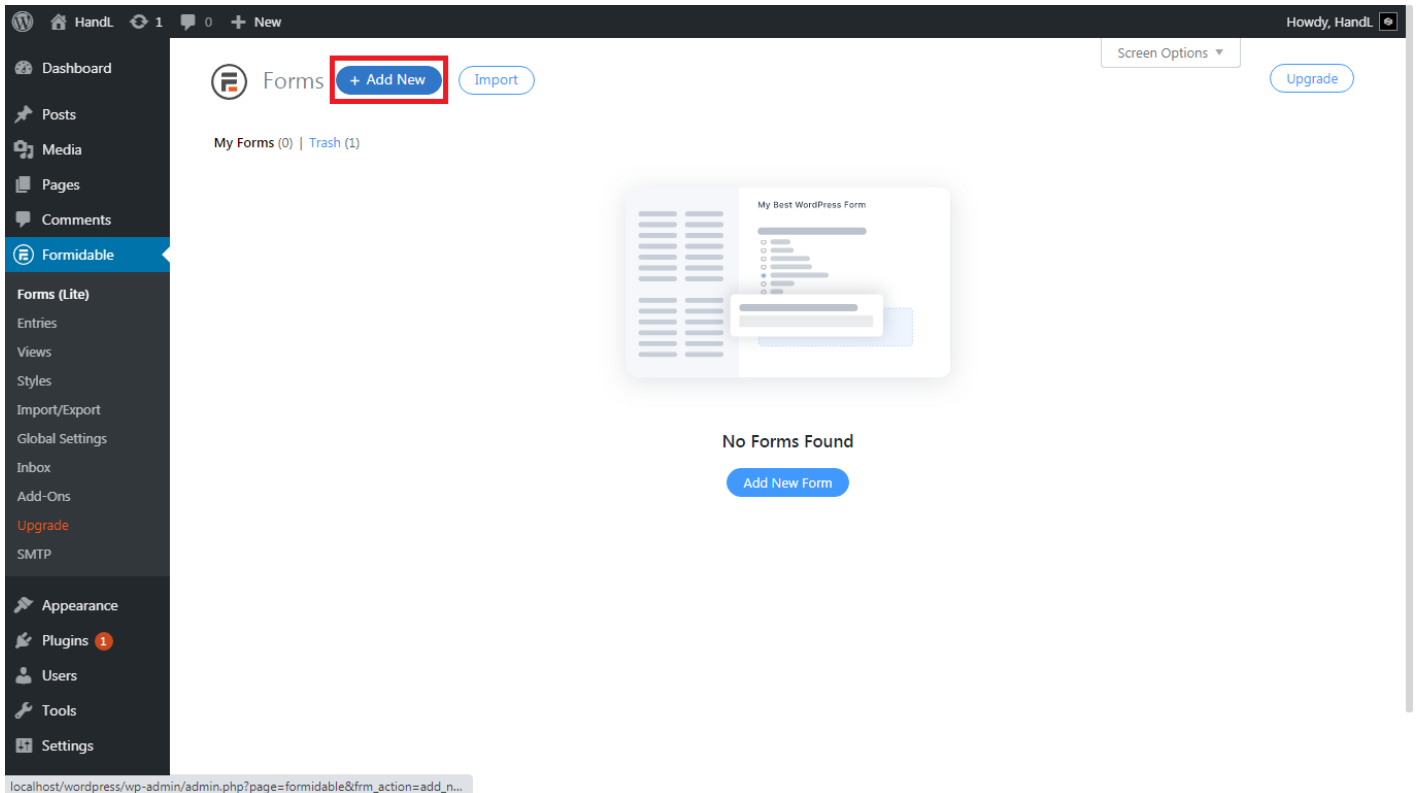 HandL 1 0 + New Howdy, HandL
Screen Options ▼
Forms + Add New Import Upgrade
My Forms (0) | Trash (1)
Dashboard
Posts
Media
Pages
Comments
Formidable
Forms (Lite)
Entries
Views
Styles
Import/Export
Global Settings
Inbox
Add-Ons
Upgrade
SMTP
Appearance
Plugins 1
Users
Tools
Settings
My Best WordPress Form
No Forms Found
Add New Form
localhost/wordpress/wp-admin/admin.php?page=formidable&frm_action=add_n...